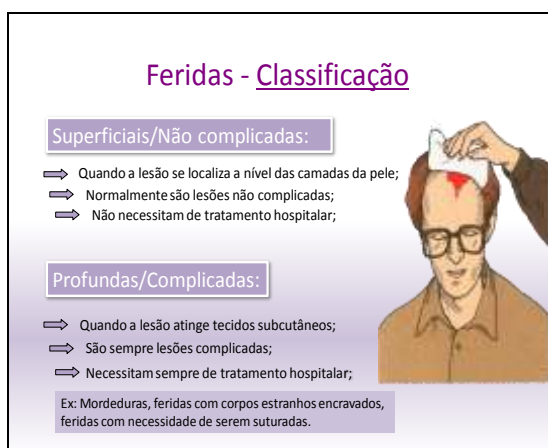 Feridas - Classificação
Superficiais/Não complicadas:
Quando a lesão se localiza a nível das camadas da pele;
Normalmente são lesões não complicadas;
Não necessitam de tratamento hospitalar;
Profundas/Complicadas:
Quando a lesão atinge tecidos subcutâneos;
São sempre lesões complicadas;
Necessitam sempre de tratamento hospitalar;
Ex: Mordeduras, feridas com corpos estranhos encravados,
feridas com necessidade de serem suturadas.